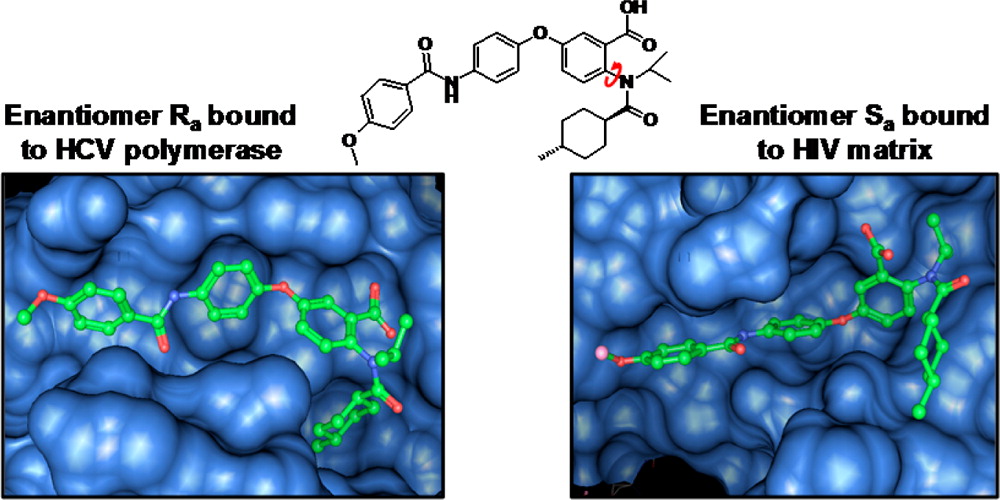 OH
O
O
O
N
N
H
O
O
Enantiomer Ra bound
to HCV polymerase
Enantiomer Sa bound
to HIV matrix